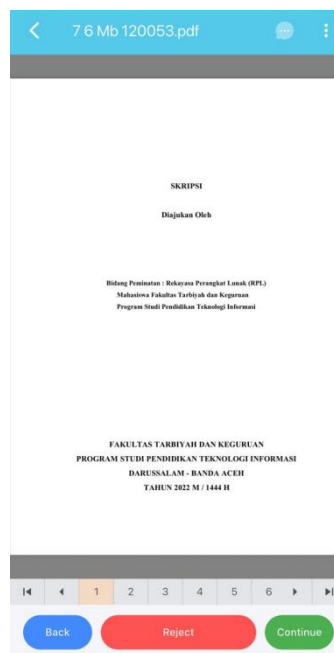 7 6 Mb 120053.pdf
SKRIPSI
Diajukan Oleh
Bidang Peminatan : Rekayasa Perangkat Lunak (RPL)
Mahasiswa Fakultas Tarbiyah dan Keguruan
Program Studi Pendidikan Teknologi Informasi
FAKULTAS TARBIYAH DAN KEGURUAN
PROGRAM STUDI PENDIDIKAN TEKNOLOGI INFORMASI
DARUSSALAM - BANDA ACEH
TAHUN 2022 M / 1444 H
1 2 3 4 5 6
Back Reject Continue